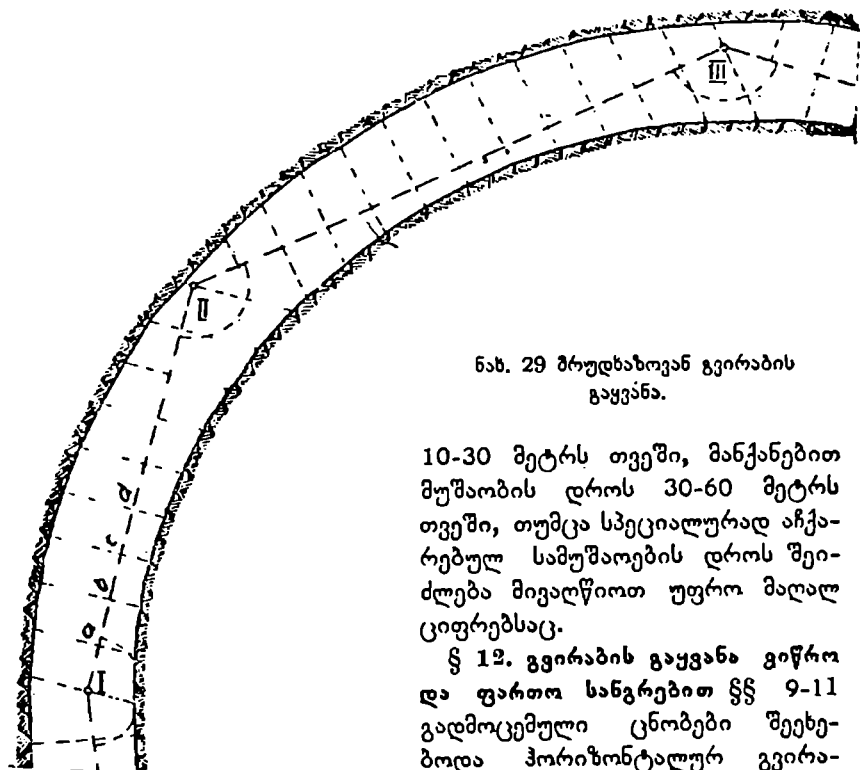 III
II
d
c
b
a
I
ნახ. 29 მრუდხაზოვან გვირაბის
გაყვანა.
10-30 მეტრს თვეში, მანქანებით
მუშაობის დროს 30-60 მეტრს
თვეში, თუმცა სპეციალურად აჩქა-
რებულ სამუშაოების დროს შეი-
ძლება მივაღწიოთ უფრო მაღალ
ციფრებსაც.
§ 12. გვირაბის გაყვანა ვიწრო
და ფართო სანგრებით §§ 9-11
გადმოცემული ცნობები შეეხე-
ბოდა ჰორიზონტალურ გვირა-